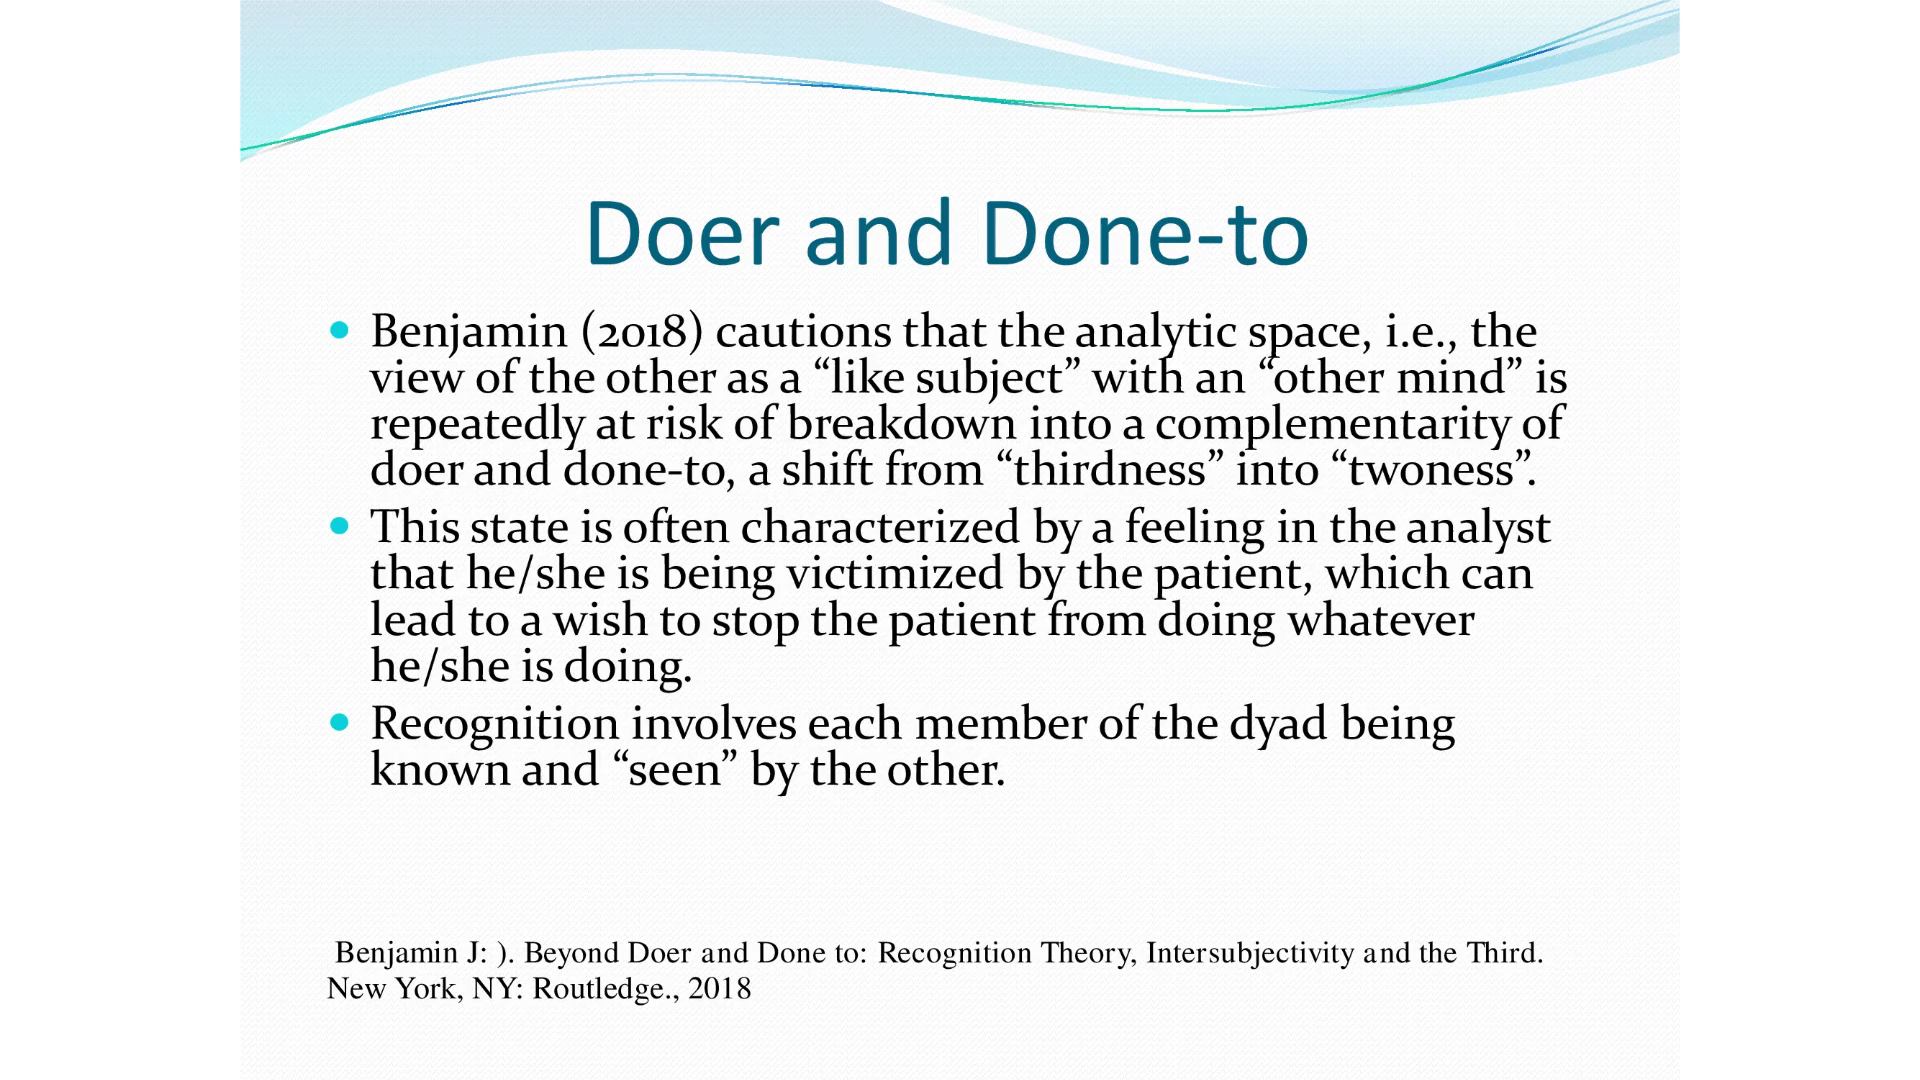 Doer and Done-to
• Benjamin (2018) cautions that the analytic space, i.e., the
view of the other as a “like subject” with an “other mind” is
repeatedly at risk of breakdown into a complementarity of
doer and done-to, a shift from “thirdness” into “twoness”.
• This state is often characterized by a feeling in the analyst
that he/she is being victimized by the patient, which can
lead to a wish to stop the patient from doing whatever
he/she is doing.
• Recognition involves each member of the dyad being
known and “seen” by the other.
Benjamin J: ). Beyond Doer and Done to: Recognition Theory, Intersubjectivity and the Third.
New York, NY: Routledge., 2018